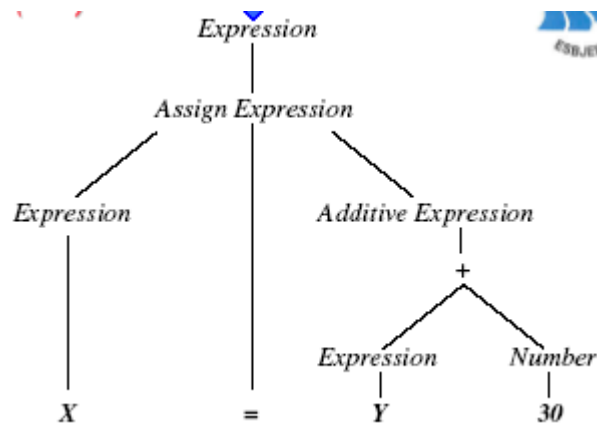 Expression
Assign Expression
Expression Additive Expression
+
Expression Number
X = Y 30